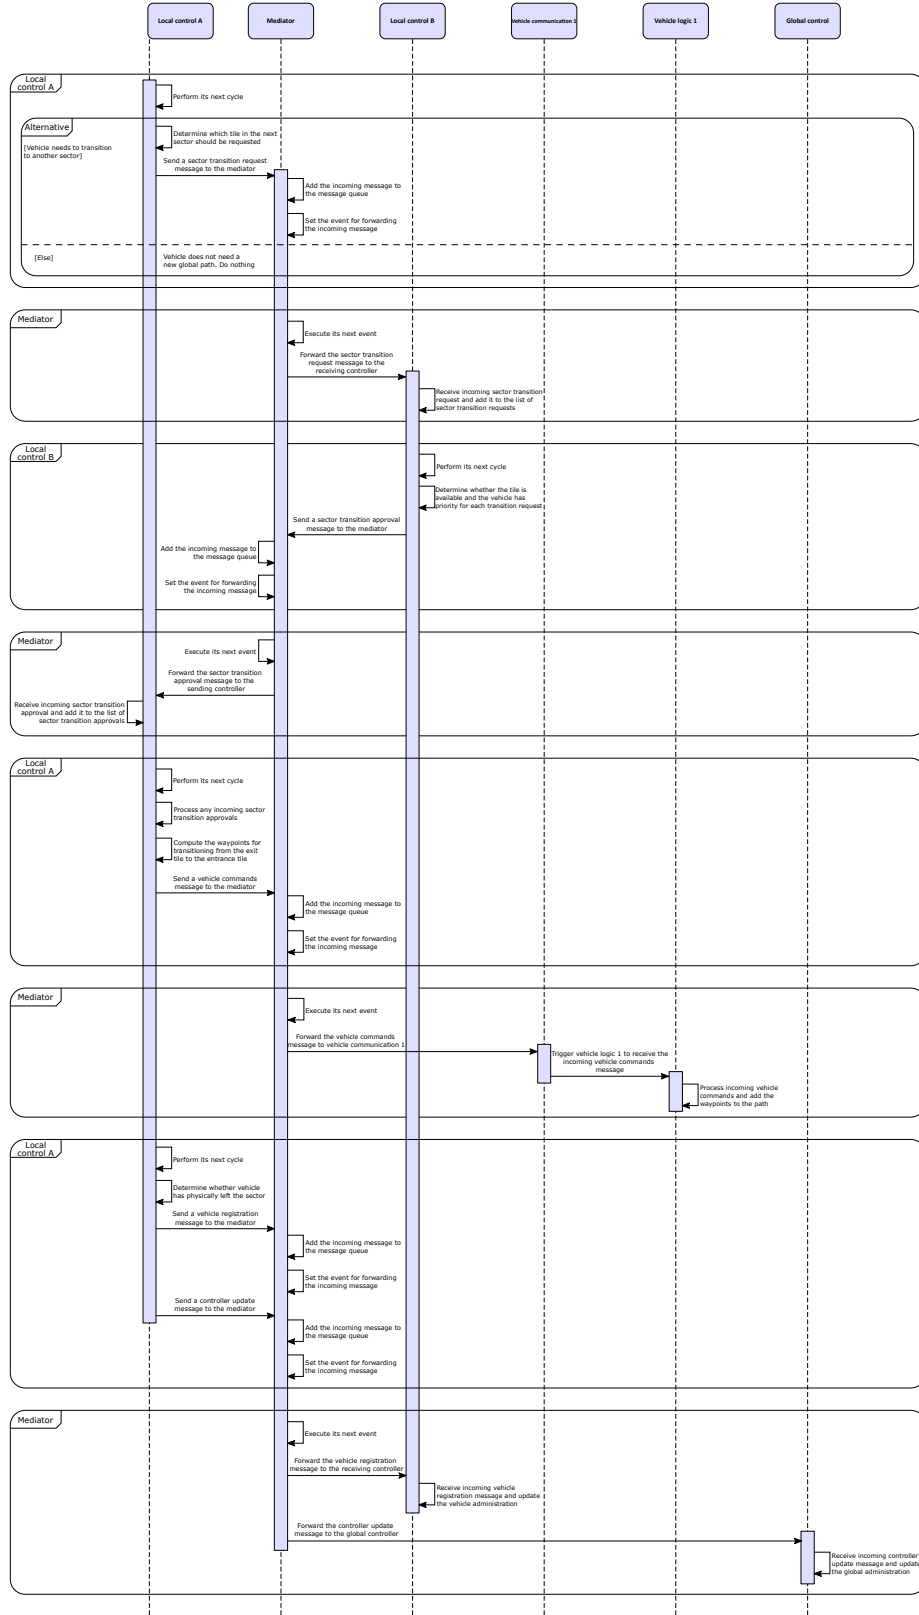 Local control A
Mediator
Local control B
Vehicle communication 1
Vehicle logic 1
Global control
Local
control A
Perform its next cycle
Alternative
[Vehicle needs to transition
to another sector]
Determine which tile in the next
sector should be requested
Send a sector transition request
message to the mediator
Add the incoming message to
the message queue
Set the event for forwarding
the incoming message
[Else]
Vehicle does not need a
new global path. Do nothing
Mediator
Execute its next event
Forward the sector transition
request message to the
receiving controller
Receive incoming sector transition
request and add it to the list of
sector transition requests
Local
control B
Perform its next cycle
Determine whether the tile is
available and the vehicle has
priority for each transition request
Send a sector transition approval
message to the mediator
Add the incoming message to
the message queue
Set the event for forwarding
the incoming message
Mediator
Execute its next event
Forward the sector transition
approval message to the
sending controller
Receive incoming sector transition
approval and add it to the list of
sector transition approvals
Local
control A
Perform its next cycle
Process any incoming sector
transition approvals
Compute the waypoints for
transitioning from the exit
tile to the entrance tile
Send a vehicle commands
message to the mediator
Add the incoming message to
the message queue
Set the event for forwarding
the incoming message
Mediator
Execute its next event
Forward the vehicle commands
message to vehicle communication 1
Trigger vehicle logic 1 to receive the
incoming vehicle commands
message
Process incoming vehicle
commands and add the
waypoints to the path
Local
control A
Perform its next cycle
Determine whether vehicle
has physically left the sector
Send a vehicle registration
message to the mediator
Add the incoming message to
the message queue
Set the event for forwarding
the incoming message
Send a controller update
message to the mediator
Add the incoming message to
the message queue
Set the event for forwarding
the incoming message
Mediator
Execute its next event
Forward the vehicle registration
message to the receiving controller
Receive incoming vehicle
registration message and update
the vehicle administration
Forward the controller update
message to the global controller
Receive incoming controller
update message and update
the global administration